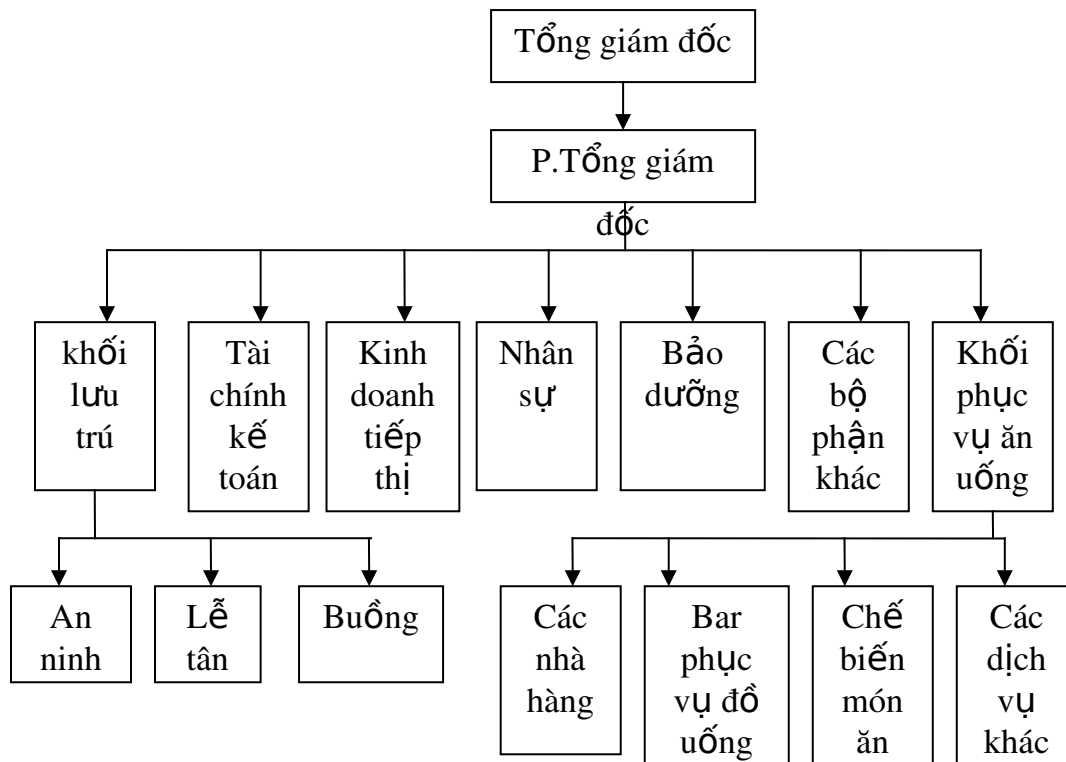 Tổng giám đốc
P.Tổng giám
đốc
khối
lưu
trú
Tài
chính
kế
toán
Kinh
doanh
tiếp
thị
Nhân
sự
Bảo
dưỡng
Các
bộ
phận
khác
Khối
phục
vụ ăn
uống
An
ninh
Lễ
tân
Buồng
Các
nhà
hàng
Bar
phục
vụ đồ
uống
Chế
biến
món
ăn
Các
dịch
vụ
khác